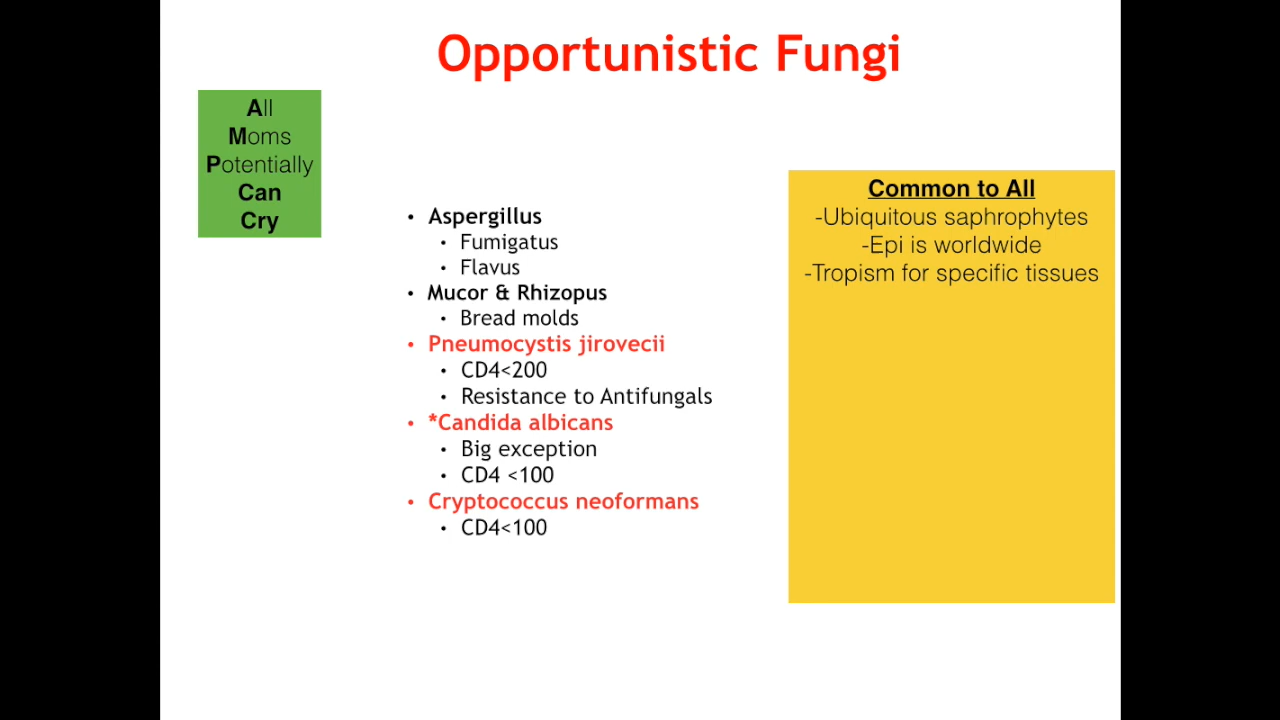 Opportunistic Fungi
All
Moms
Potentially
Can
Cry
• Aspergillus
• Fumigatus
• Flavus
• Mucor & Rhizopus
• Bread molds
• Pneumocystis jirovecii
• CD4<200
• Resistance to Antifungals
• *Candida albicans
• Big exception
• CD4 <100
• Cryptococcus neoformans
• CD4<100
Common to All
-Ubiquitous saphrophytes
-Epi is worldwide
-Tropism for specific tissues